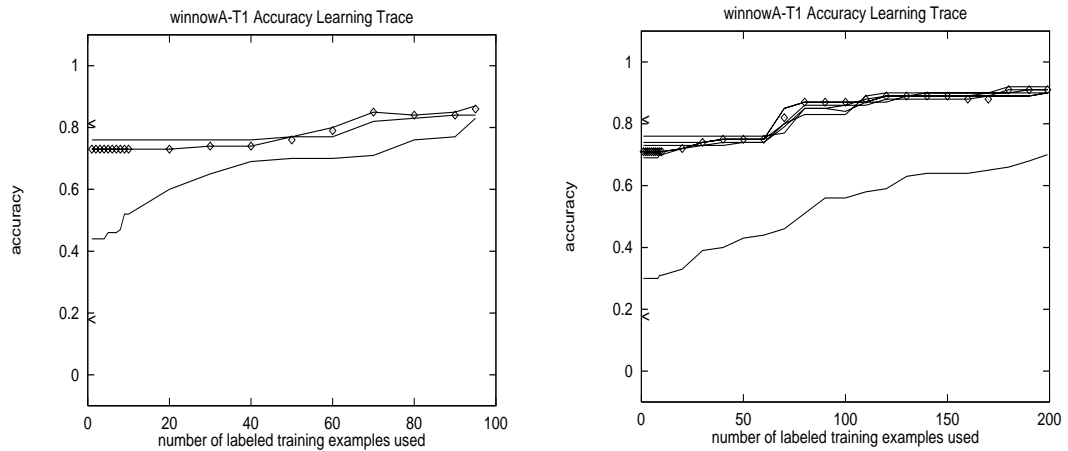 winnowA-T1 Accuracy Learning Trace
1
0.8
0.6
0.4
0.2
0
accuracy
0 20 40 60 80 100
number of labeled training examples used
winnowA-T1 Accuracy Learning Trace
1
0.8
0.6
0.4
0.2
0
accuracy
0 50 100 150 200
number of labeled training examples used